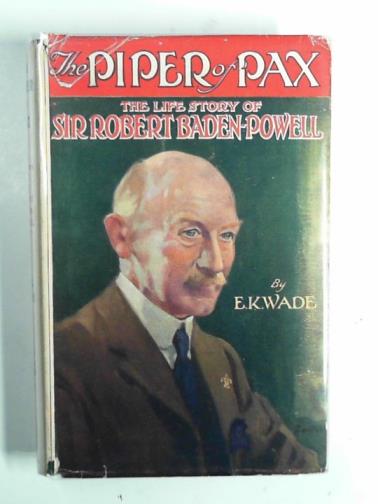 The PIPER of PAX
THE LIFE STORY OF
SIR ROBERT BADEN-POWELL
By
E.K.WADE